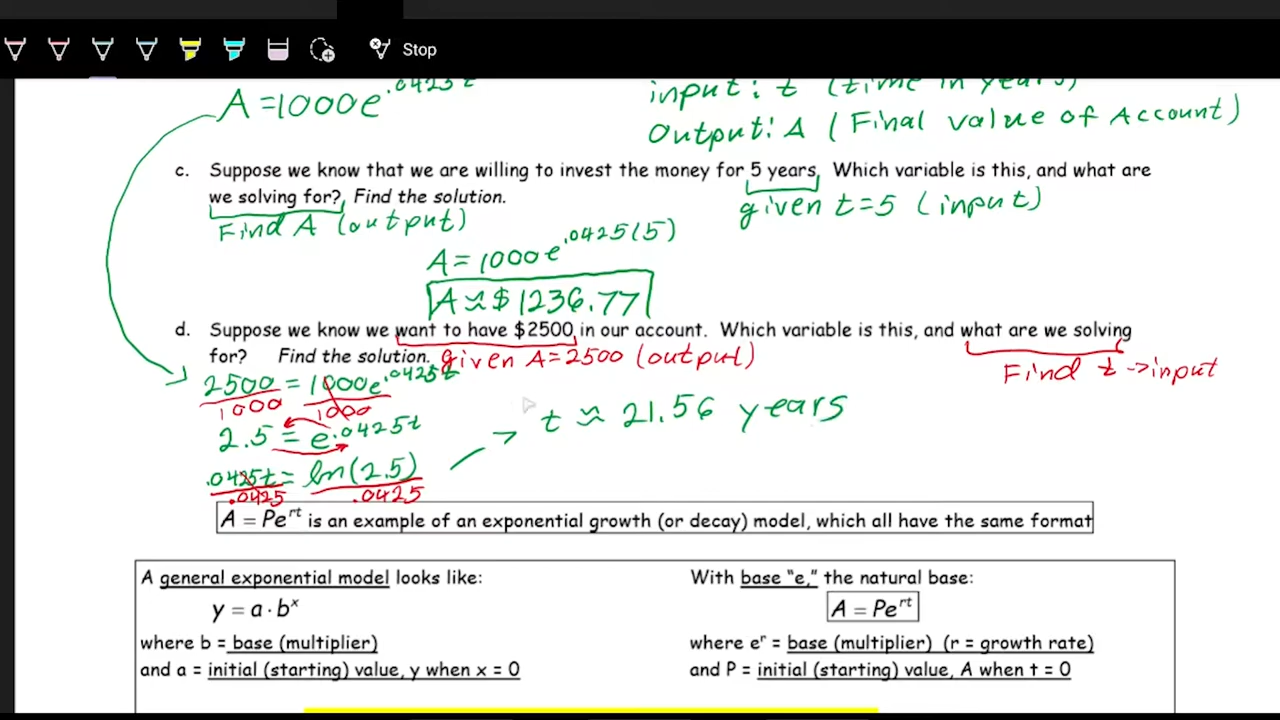 Stop
A = 1000e^.0425t
input: t (time in years)
Output: A (Final value of Account)
c. Suppose we know that we are willing to invest the money for 5 years. Which variable is this, and what are
we solving for? Find the solution.
given t=5 (input)
Find A (output)
A = 1000e^.0425(5)
A ≈ $1236.77
d. Suppose we know we want to have $2500 in our account. Which variable is this, and what are we solving
for? Find the solution. given A=2500 (output)
Find t → input
2500 = 1000e^.0425t
1000 1000
t ≈ 21.56 years
2.5 = e^.0425t
.0425t = ln(2.5)
.0425 .0425
A = Pe^rt is an example of an exponential growth (or decay) model, which all have the same format
A general exponential model looks like:
y = a · b^x
where b = base (multiplier)
and a = initial (starting) value, y when x = 0
With base “e,” the natural base:
A = Pe^rt
where e^r = base (multiplier) (r = growth rate)
and P = initial (starting) value, A when t = 0